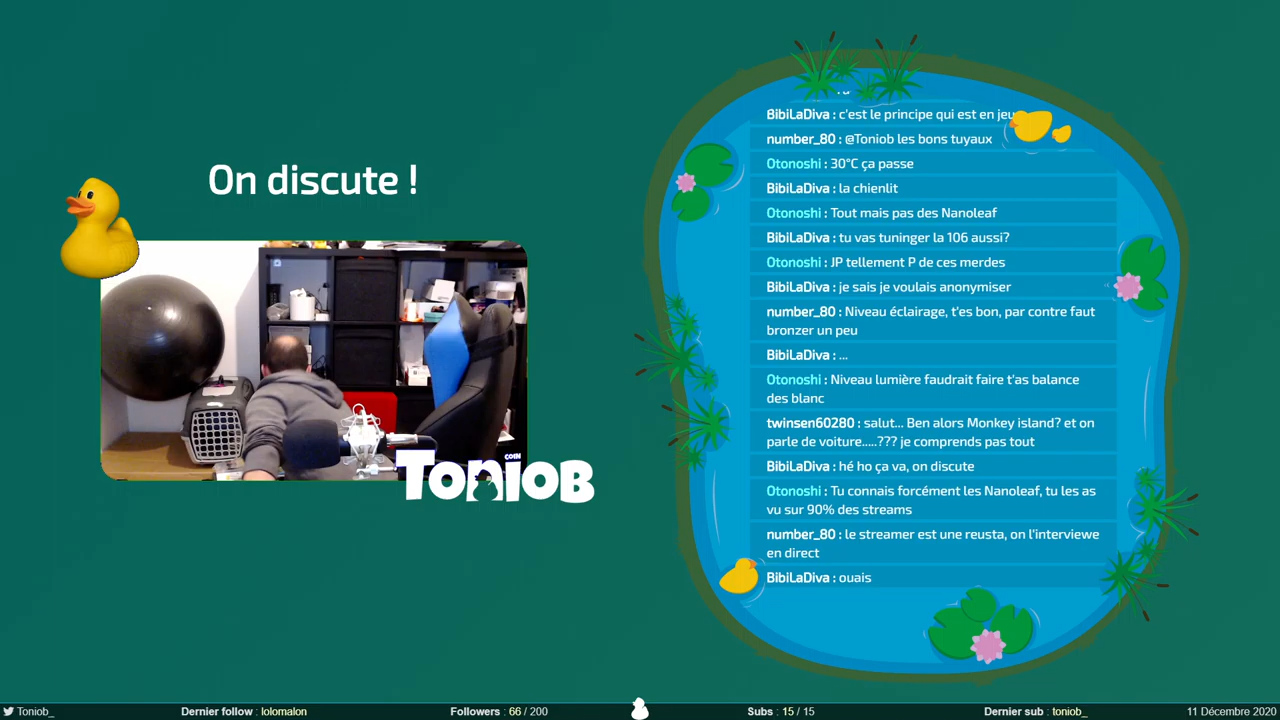 On discute !
COIN
TONIOB
BibiLaDiva : c'est le principe qui est en jeu
number_80 : @Toniob les bons tuyaux
Otonoshi : 30°C ça passe
BibiLaDiva : la chienlit
Otonoshi : Tout mais pas des Nanoleaf
BibiLaDiva : tu vas tuninger la 106 aussi?
Otonoshi : JP tellement P de ces merdes
BibiLaDiva : je sais je voulais anonymiser
number_80 : Niveau éclairage, t'es bon, par contre faut
bronzer un peu
BibiLaDiva : ...
Otonoshi : Niveau lumière faudrait faire t'as balance
des blanc
twinsen60280 : salut... Ben alors Monkey island? et on
parle de voiture.....??? je comprends pas tout
BibiLaDiva : hé ho ça va, on discute
Otonoshi : Tu connais forcément les Nanoleaf, tu les as
vu sur 90% des streams
number_80 : le streamer est une reusta, on l'interviewe
en direct
BibiLaDiva : ouais
Toniob_
Dernier follow : lolomalon
Followers : 66 / 200
Subs : 15 / 15
Dernier sub : toniob_
11 Décembre 2020